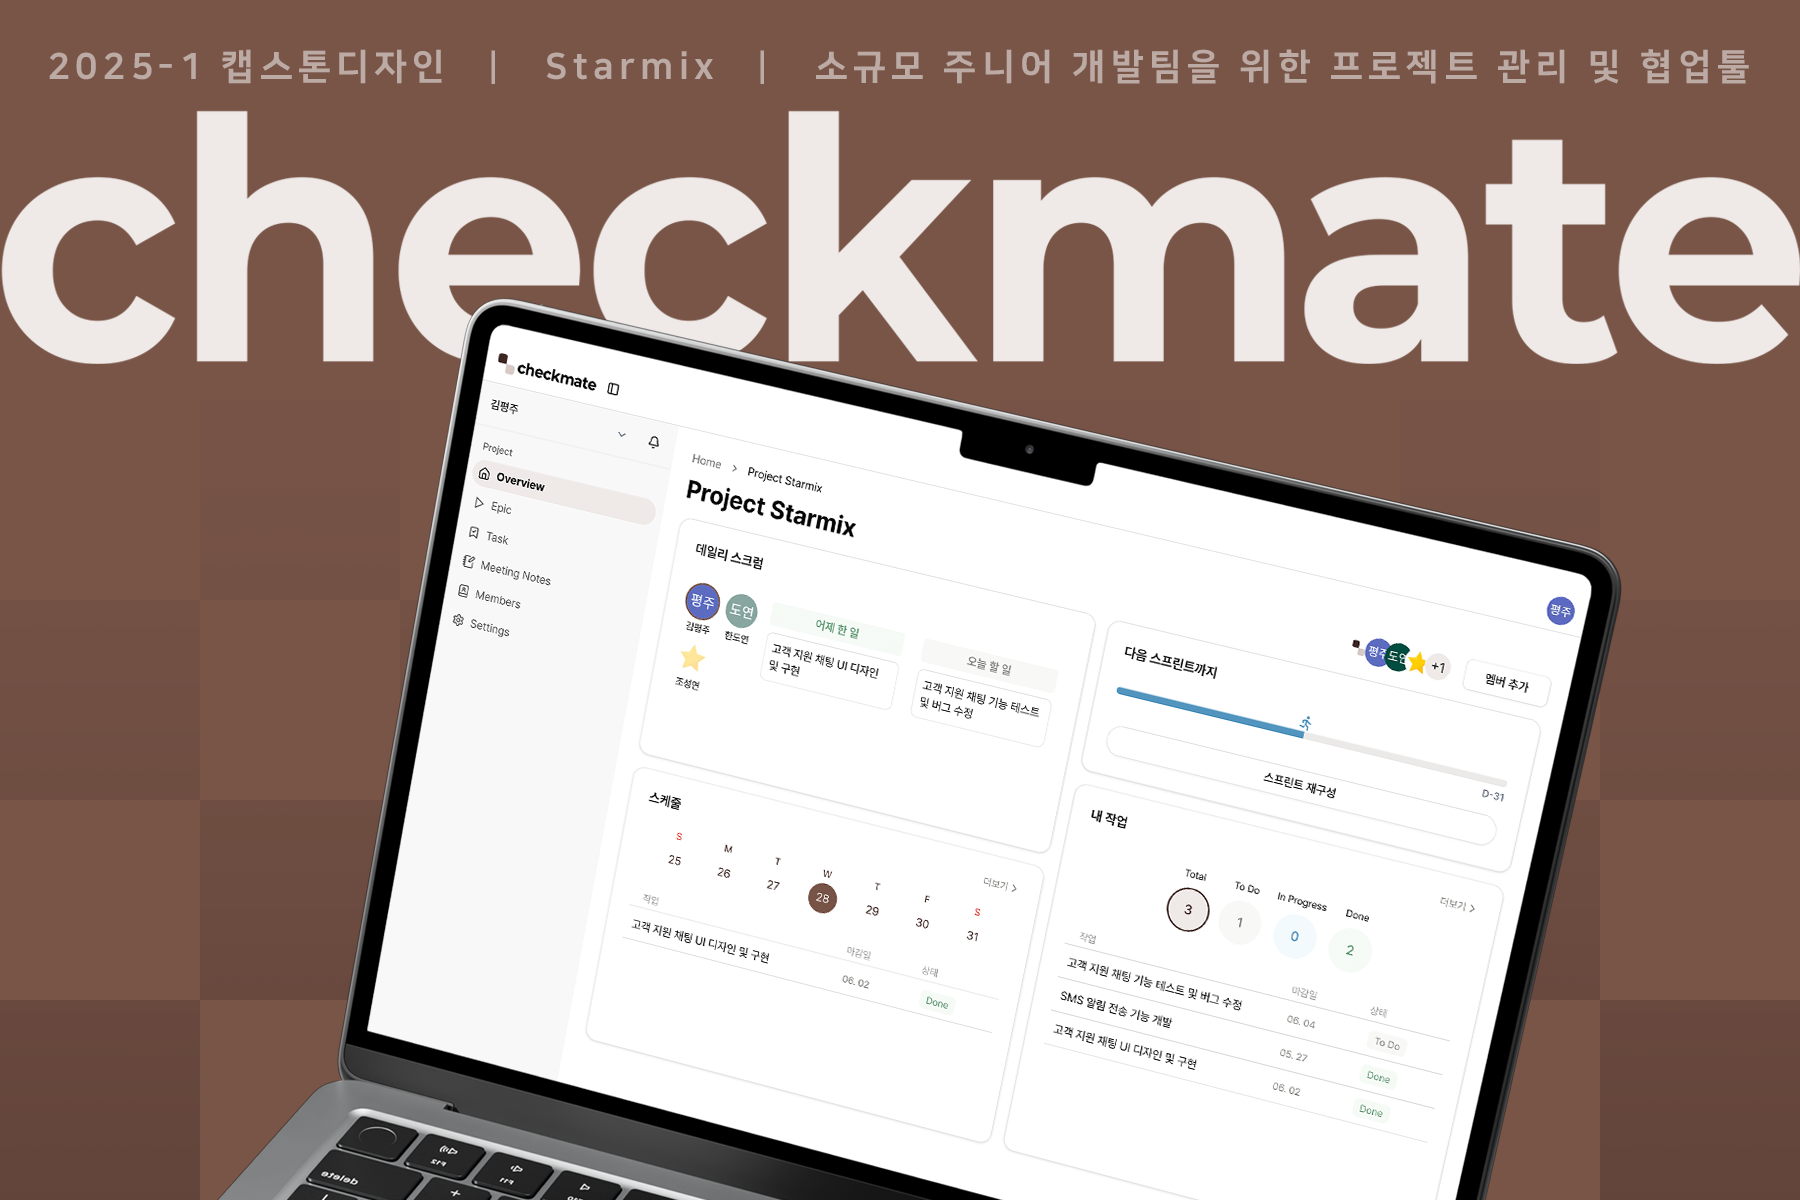 2025-1 캡스톤디자인 | Starmix | 소규모 주니어 개발팀을 위한 프로젝트 관리 및 협업툴
checkmate
checkmate
김평주
Project
Overview
Epic
Task
Meeting Notes
Members
Settings
Home > Project Starmix
Project Starmix
평주
도연
+1
멤버 추가
평주
데일리 스크럼
평주
김평주
도연
한도연
조성연
어제 한 일
고객 지원 채팅 UI 디자인
및 구현
오늘 할 일
고객 지원 채팅 기능 테스트
및 버그 수정
다음 스프린트까지
D-31
스프린트 재구성
스케줄
더보기 >
S M T W T F S
25 26 27 28 29 30 31
작업 마감일 상태
고객 지원 채팅 UI 디자인 및 구현 06. 02 Done
내 작업
더보기 >
Total To Do In Progress Done
3 1 0 2
작업 마감일 상태
고객 지원 채팅 기능 테스트 및 버그 수정 06. 04 To Do
SMS 알림 전송 기능 개발 05. 27 Done
고객 지원 채팅 UI 디자인 및 구현 06. 02 Done
delete
F12
F11
+